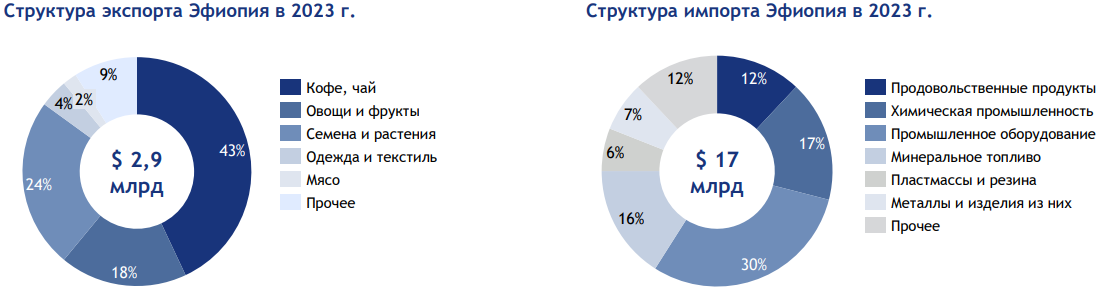 Структура экспорта Эфиопия в 2023 г.
43%
18%
24%
4%
2%
9%
$ 2,9
млрд
Кофе, чай
Овощи и фрукты
Семена и растения
Одежда и текстиль
Мясо
Прочее
Структура импорта Эфиопия в 2023 г.
12%
17%
30%
16%
6%
7%
12%
$ 17
млрд
Продовольственные продукты
Химическая промышленность
Промышленное оборудование
Минеральное топливо
Пластмассы и резина
Металлы и изделия из них
Прочее